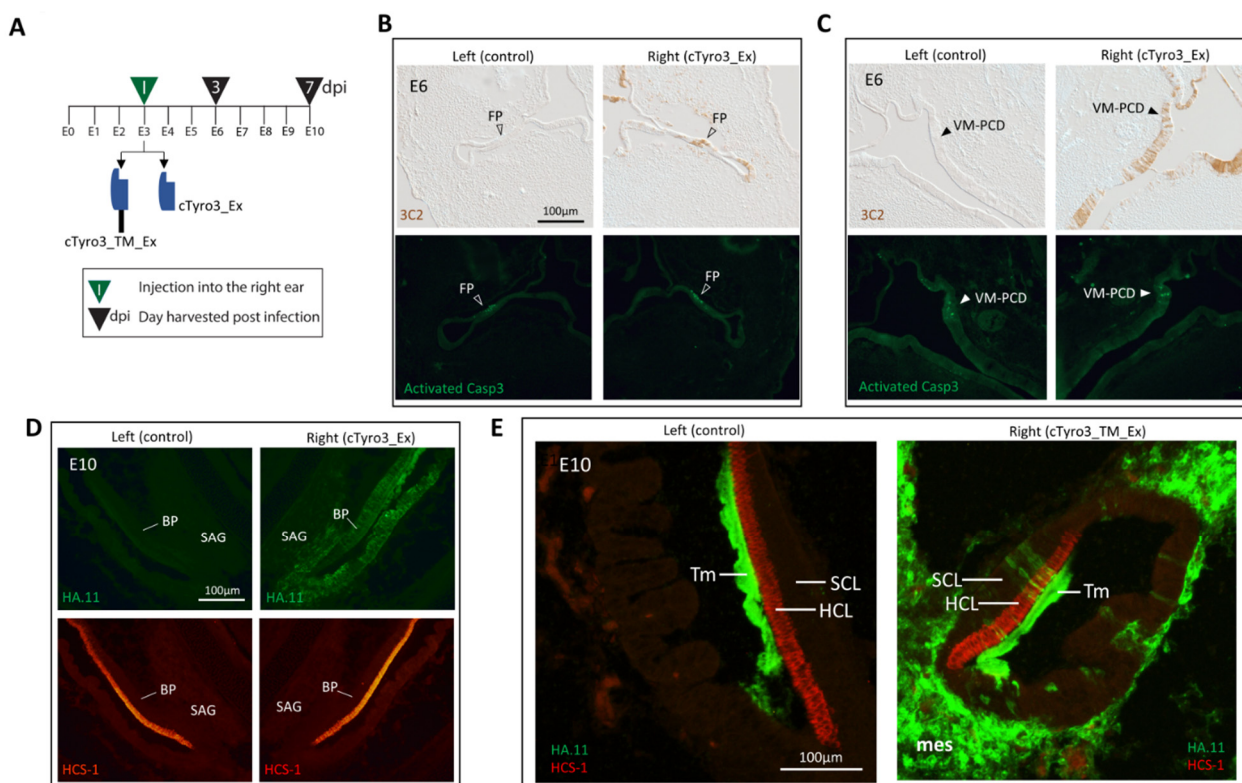 A
I
3
7 dpi
E0 E1 E2 E3 E4 E5 E6 E7 E8 E9 E10
cTyro3_Ex
cTyro3_TM_Ex
I Injection into the right ear
dpi Day harvested post infection
B
Left (control) Right (cTyro3_Ex)
E6
FP
FP
3C2
100µm
FP
FP
Activated Casp3
C
Left (control) Right (cTyro3_Ex)
E6
VM-PCD
VM-PCD
3C2
VM-PCD
VM-PCD
Activated Casp3
D
Left (control) Right (cTyro3_Ex)
E10
BP
SAG
BP
SAG
100µm
HA.11
HA.11
BP
SAG
BP
SAG
HCS-1
HCS-1
E
Left (control) Right (cTyro3_TM_Ex)
E10
Tm
SCL
HCL
SCL
HCL
Tm
HA.11
HCS-1
100µm
mes
HA.11
HCS-1